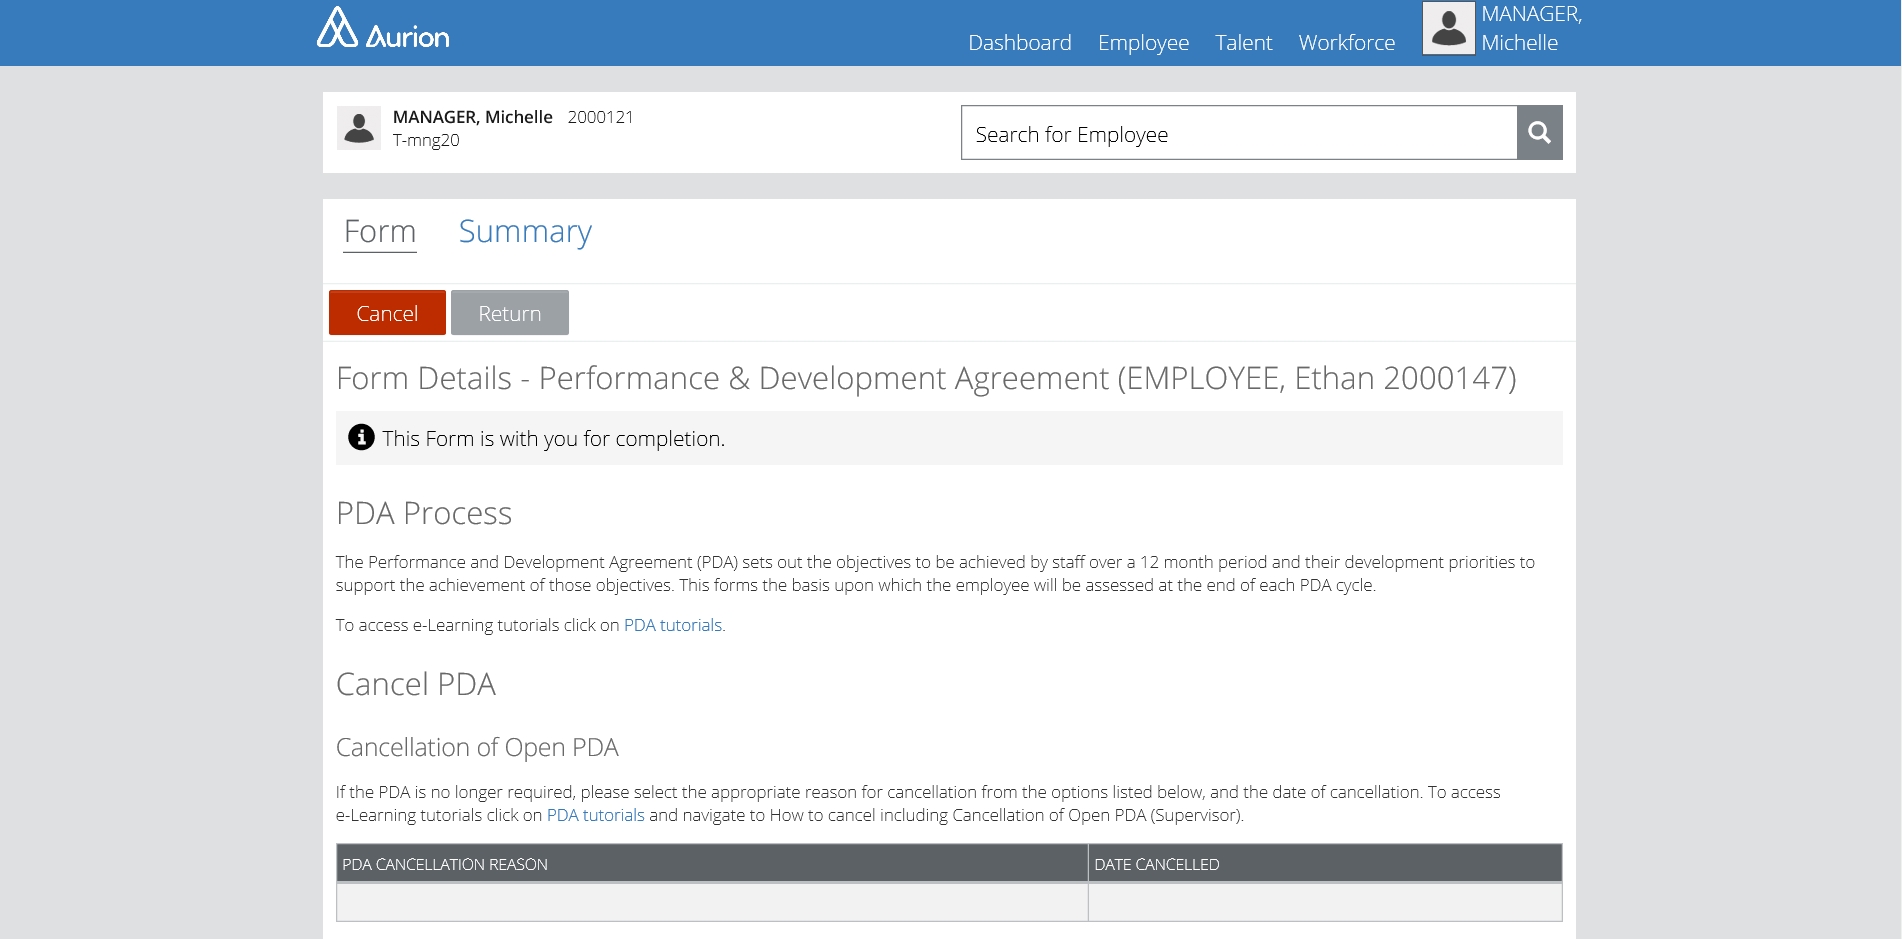 Aurion
Dashboard Employee Talent Workforce
MANAGER,
Michelle
MANAGER, Michelle 2000121
T-mng20
Search for Employee
Form Summary
Cancel Return
Form Details - Performance & Development Agreement (EMPLOYEE, Ethan 2000147)
This Form is with you for completion.
PDA Process
The Performance and Development Agreement (PDA) sets out the objectives to be achieved by staff over a 12 month period and their development priorities to
support the achievement of those objectives. This forms the basis upon which the employee will be assessed at the end of each PDA cycle.
To access e-Learning tutorials click on PDA tutorials.
Cancel PDA
Cancellation of Open PDA
If the PDA is no longer required, please select the appropriate reason for cancellation from the options listed below, and the date of cancellation. To access
e-Learning tutorials click on PDA tutorials and navigate to How to cancel including Cancellation of Open PDA (Supervisor).
PDA CANCELLATION REASON DATE CANCELLED